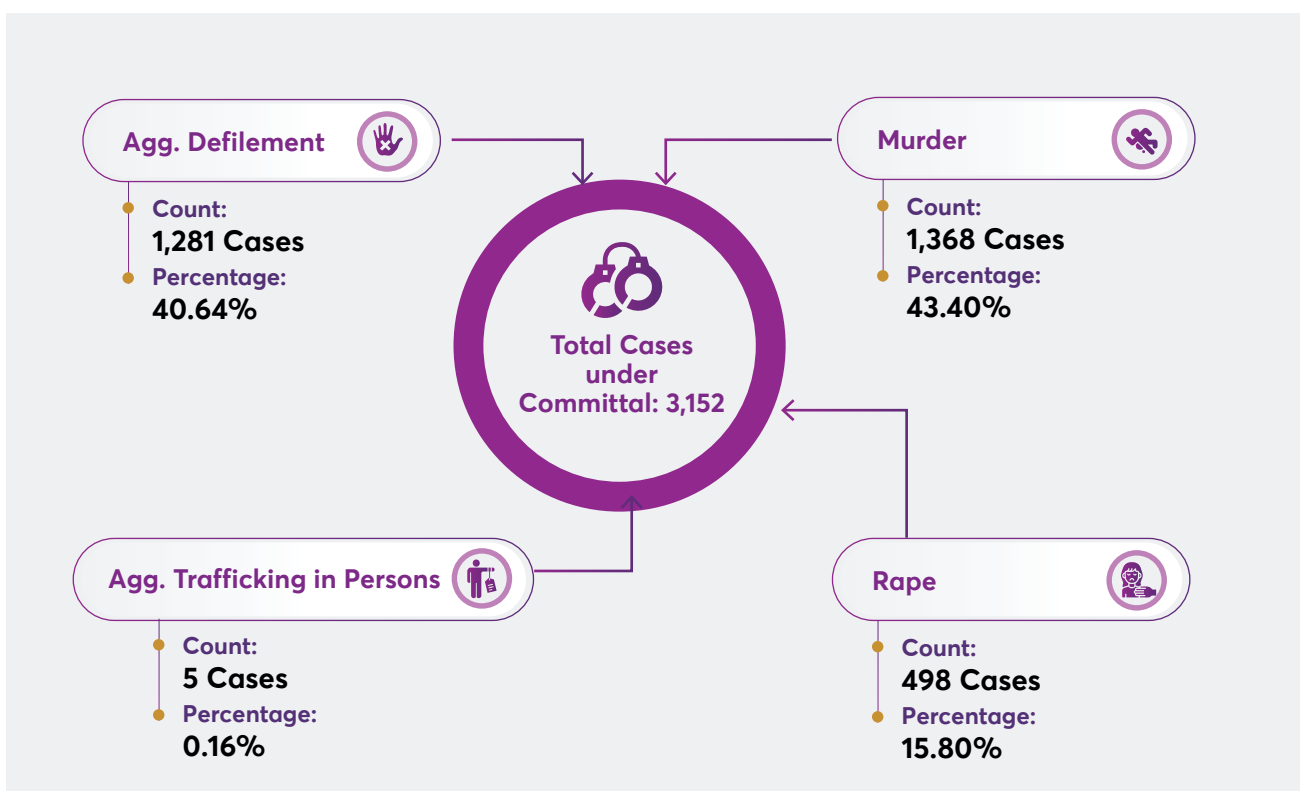 Agg. Defilement
Count:
1,281 Cases
Percentage:
40.64%
Murder
Count:
1,368 Cases
Percentage:
43.40%
Total Cases
under
Committal: 3,152
Agg. Trafficking in Persons
Count:
5 Cases
Percentage:
0.16%
Rape
Count:
498 Cases
Percentage:
15.80%